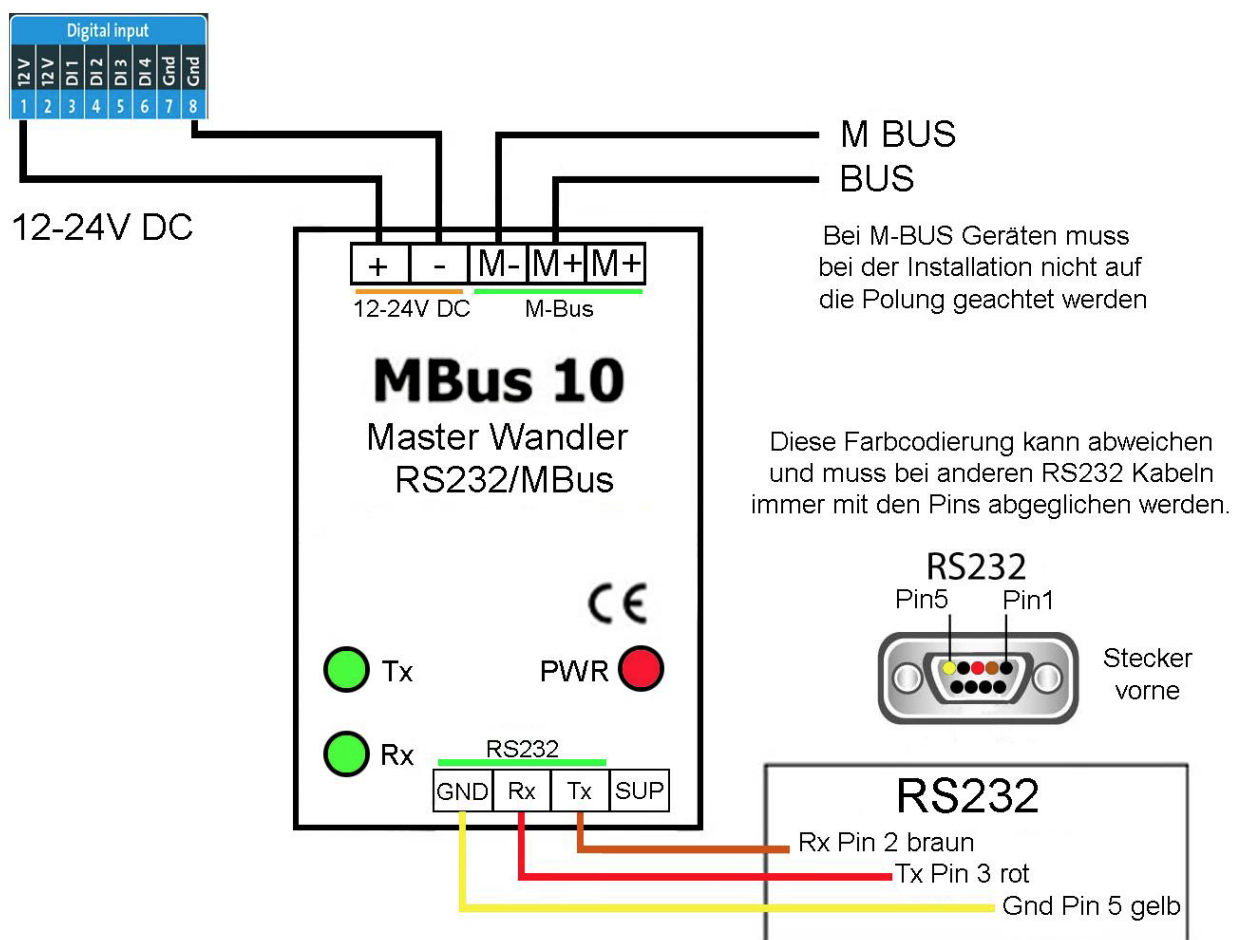 Digital input
12 V 12 V DI 1 DI 2 DI 3 DI 4 Gnd Gnd
1 2 3 4 5 6 7 8
M BUS
BUS
12-24V DC
Bei M-BUS Geräten muss
bei der Installation nicht auf
die Polung geachtet werden
+ - M- M+ M+
12-24V DC M-Bus
MBus 10
Master Wandler
RS232/MBus
Diese Farbcodierung kann abweichen
und muss bei anderen RS232 Kabeln
immer mit den Pins abgeglichen werden.
RS232
Pin5 Pin1
Stecker
vorne
CE
Tx PWR
Rx
RS232
GND Rx Tx SUP
RS232
Rx Pin 2 braun
Tx Pin 3 rot
Gnd Pin 5 gelb